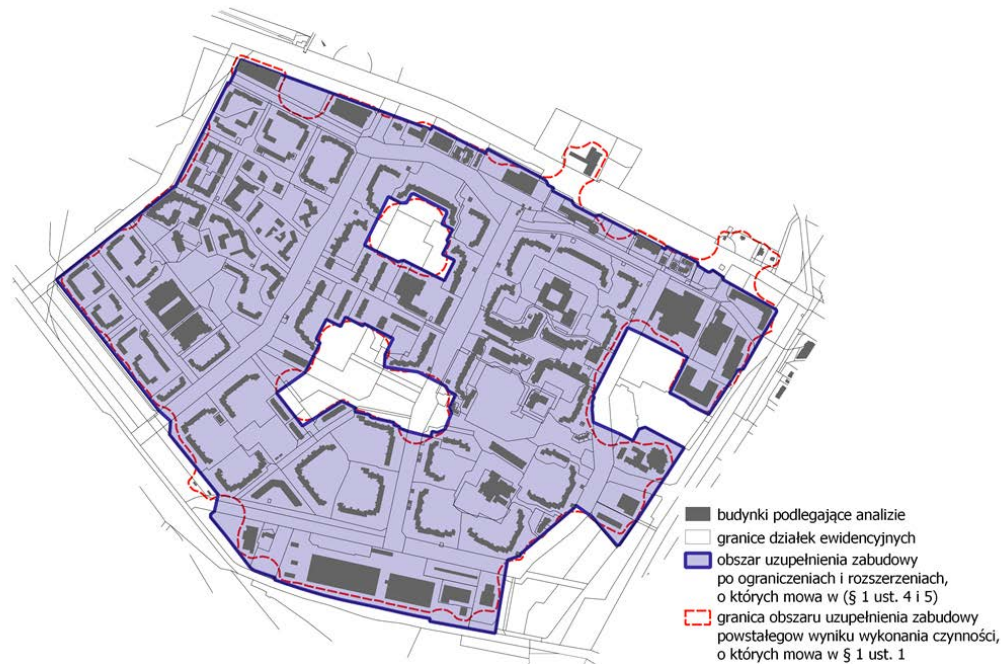 budynki podlegające analizie
granice działek ewidencyjnych
obszar uzupełnienia zabudowy
po ograniczeniach i rozszerzeniach,
o których mowa w (§ 1 ust. 4 i 5)
granica obszaru uzupełnienia zabudowy
powstałegow wyniku wykonania czynności,
o których mowa w § 1 ust. 1